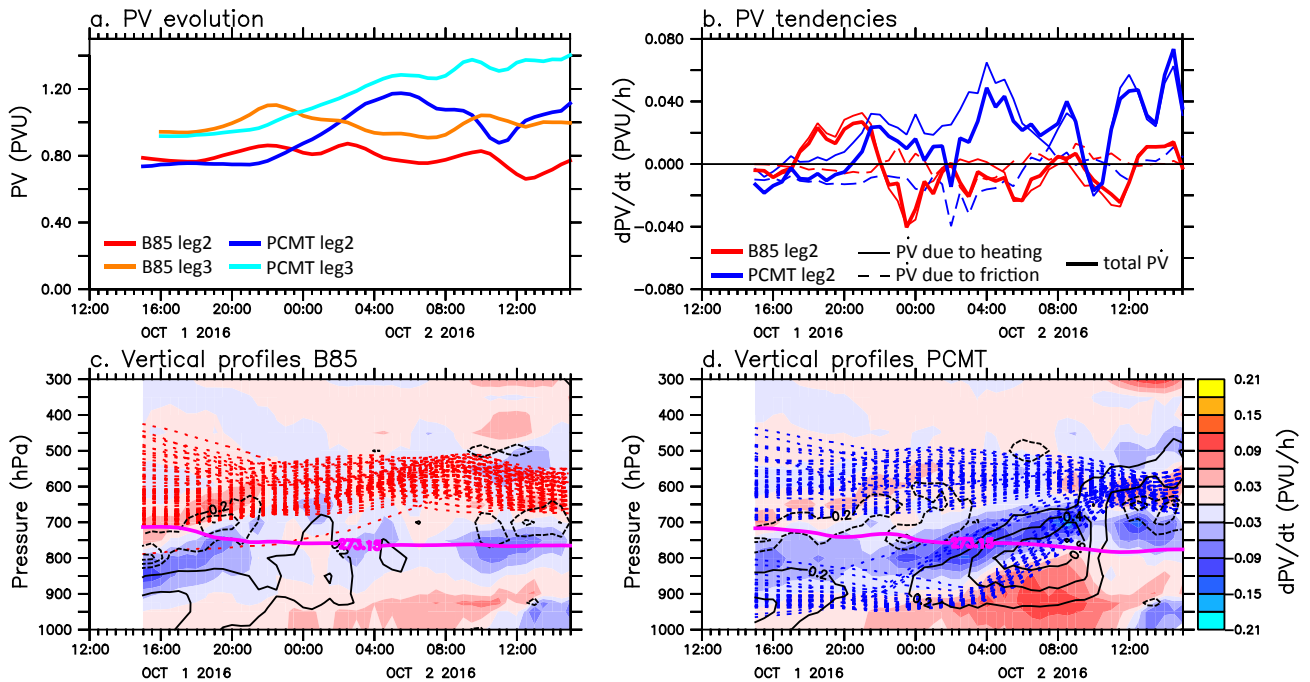 a. PV evolution
PV (PVU)
1.20
0.80
0.40
0.00
B85 leg2
PCMT leg2
B85 leg3
PCMT leg3
12:00 16:00 20:00 00:00 04:00 08:00 12:00
OCT 1 2016 OCT 2 2016
b. PV tendencies
dPV/dt (PVU/h)
0.080
0.040
0.000
−0.040
−0.080
B85 leg2
PCMT leg2
ṖV due to heating
ṖV due to friction
total PV̇
12:00 16:00 20:00 00:00 04:00 08:00 12:00
OCT 1 2016 OCT 2 2016
c. Vertical profiles B85
Pressure (hPa)
300
400
500
600
700
800
900
1000
0.2
273.15
12:00 16:00 20:00 00:00 04:00 08:00 12:00
OCT 1 2016 OCT 2 2016
d. Vertical profiles PCMT
Pressure (hPa)
300
400
500
600
700
800
900
1000
0.2
0.2
273.15
12:00 16:00 20:00 00:00 04:00 08:00 12:00
OCT 1 2016 OCT 2 2016
0.21
0.15
0.09
0.03
−0.03
−0.09
−0.15
−0.21
dPV/dt (PVU/h)